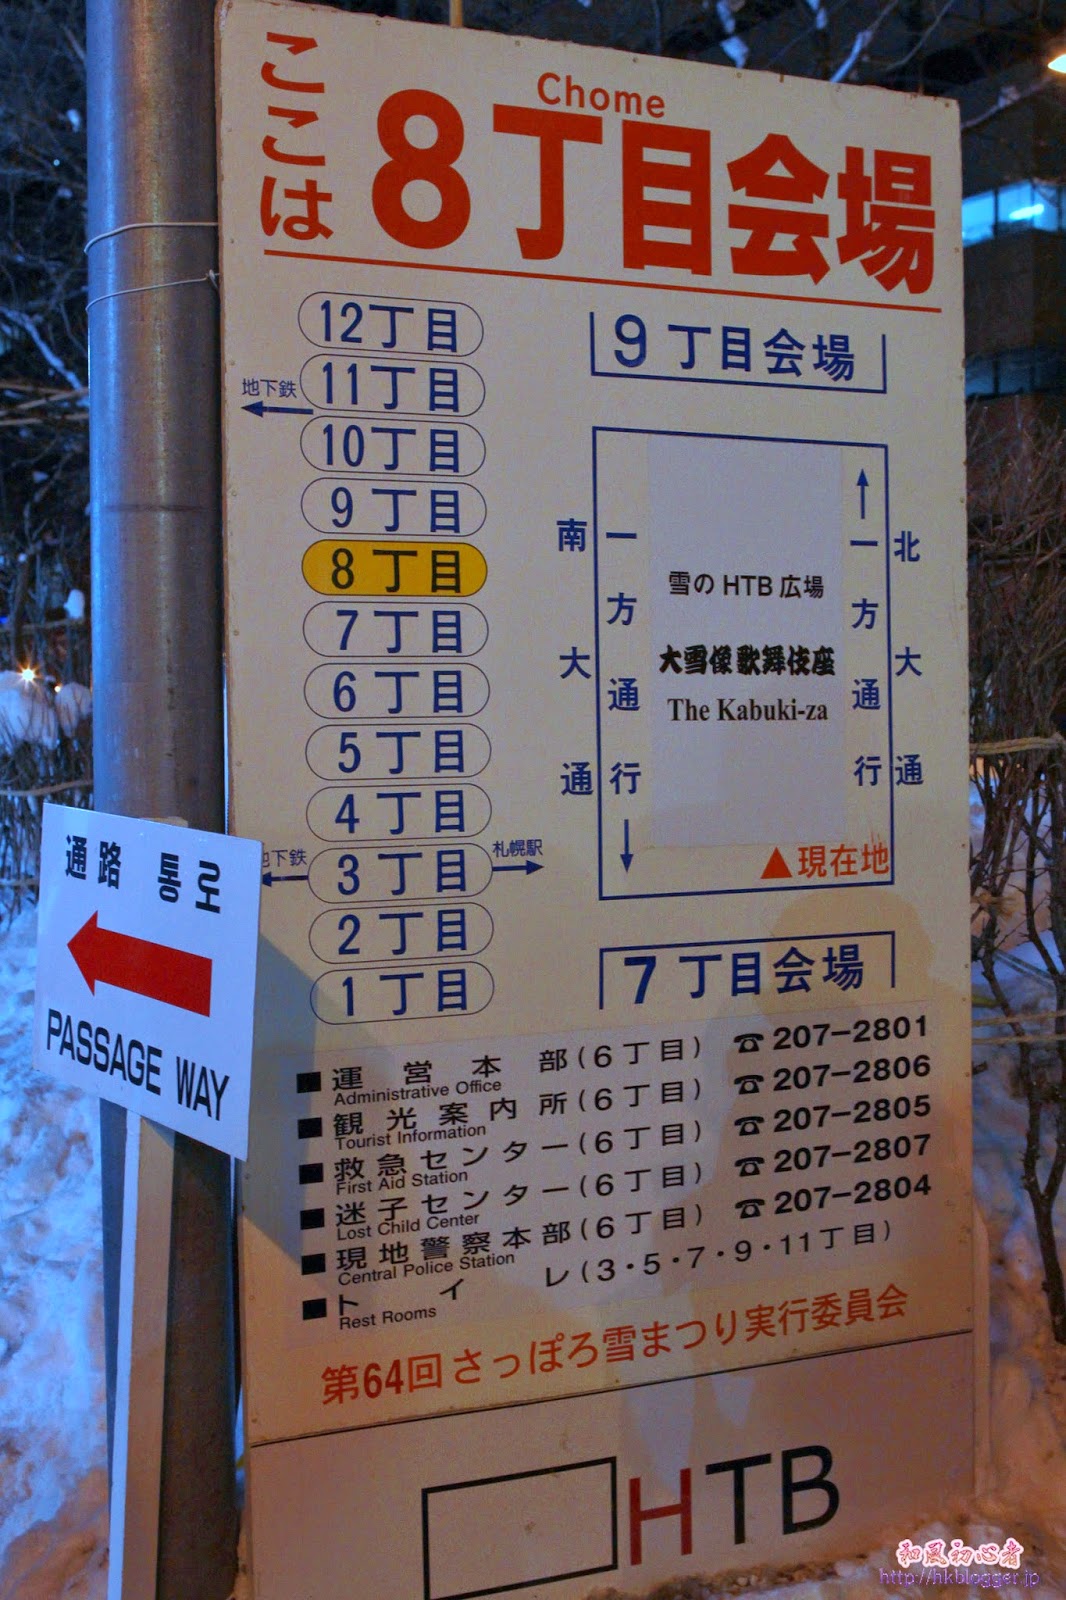 ここは
Chome
8丁目会場
12丁目
地下鉄
11丁目
10丁目
9丁目
8丁目
7丁目
6丁目
5丁目
4丁目
地下鉄
3丁目
札幌駅
2丁目
1丁目
9丁目会場
南大通
一方通行
雪のHTB広場
大雪像歌舞伎座
The Kabuki-za
一方通行
北大通
▲現在地
7丁目会場
■運営本部(6丁目) ☎207-2801
Administrative Office
■観光案内所(6丁目) ☎207-2806
Tourist Information
■救急センター(6丁目) ☎207-2805
First Aid Station
■迷子センター(6丁目) ☎207-2807
Lost Child Center
■現地警察本部(6丁目) ☎207-2804
Central Police Station
■トイレ(3・5・7・9・11丁目)
Rest Rooms
第64回さっぽろ雪まつり実行委員会
HTB
通路 통로
PASSAGE WAY
和風初心者
http://hkblogger.jp